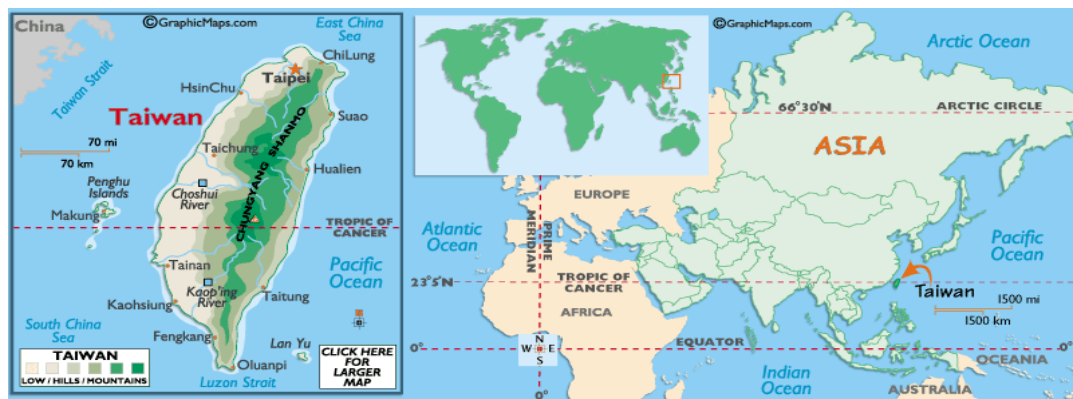 China
©GraphicMaps.com
East China
Sea
Taiwan Strait
ChiLung
Taipei
HsinChu
Taiwan
Suao
70 mi
70 km
Taichung
CHUNGYANG SHANMO
Hualien
Penghu
Islands
Choshui
River
Makung
TROPIC OF
CANCER
Tainan
Pacific
Ocean
Kaop'ing
River
Taitung
Kaohsiung
South China
Sea
Fengkang
Lan Yu
Oluanpi
TAIWAN
LOW / HILLS / MOUNTAINS
Luzon Strait
CLICK HERE
FOR
LARGER
MAP
©GraphicMaps.com
Arctic Ocean
66°30'N
ARCTIC CIRCLE
ASIA
EUROPE
Atlantic
Ocean
PRIME
MERIDIAN
Pacific
Ocean
23°5'N
TROPIC OF
CANCER
Taiwan
AFRICA
1500 mi
1500 km
N
W E
S
EQUATOR
0°
0°
OCEANIA
Indian
Ocean
AUSTRALIA
0°